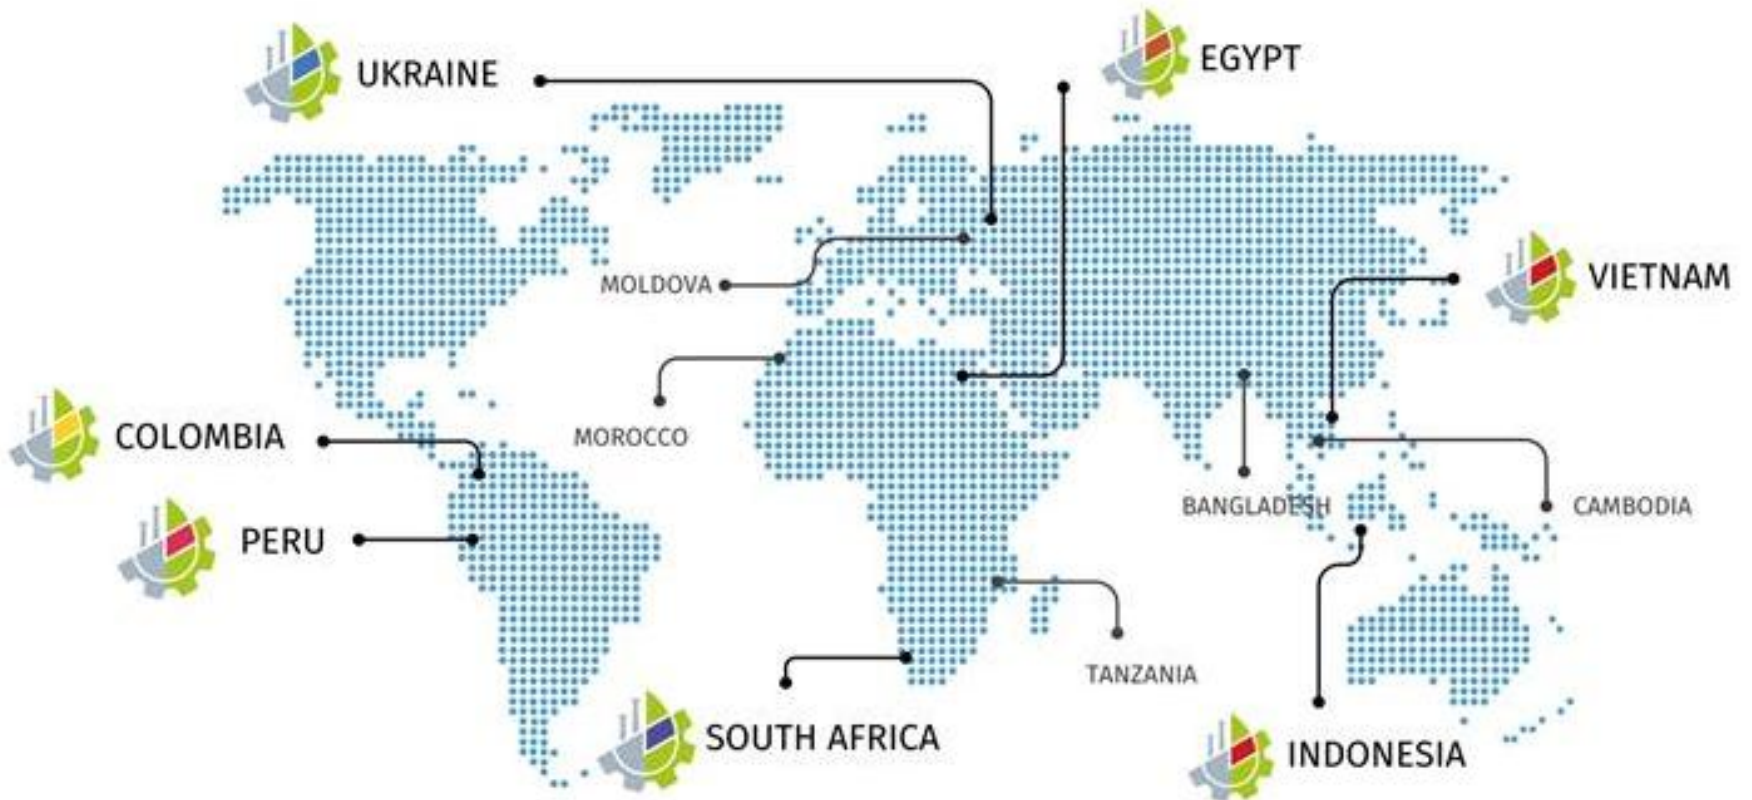 UKRAINE
EGYPT
MOLDOVA
VIETNAM
COLOMBIA
MOROCCO
BANGLADESH
CAMBODIA
PERU
TANZANIA
SOUTH AFRICA
INDONESIA